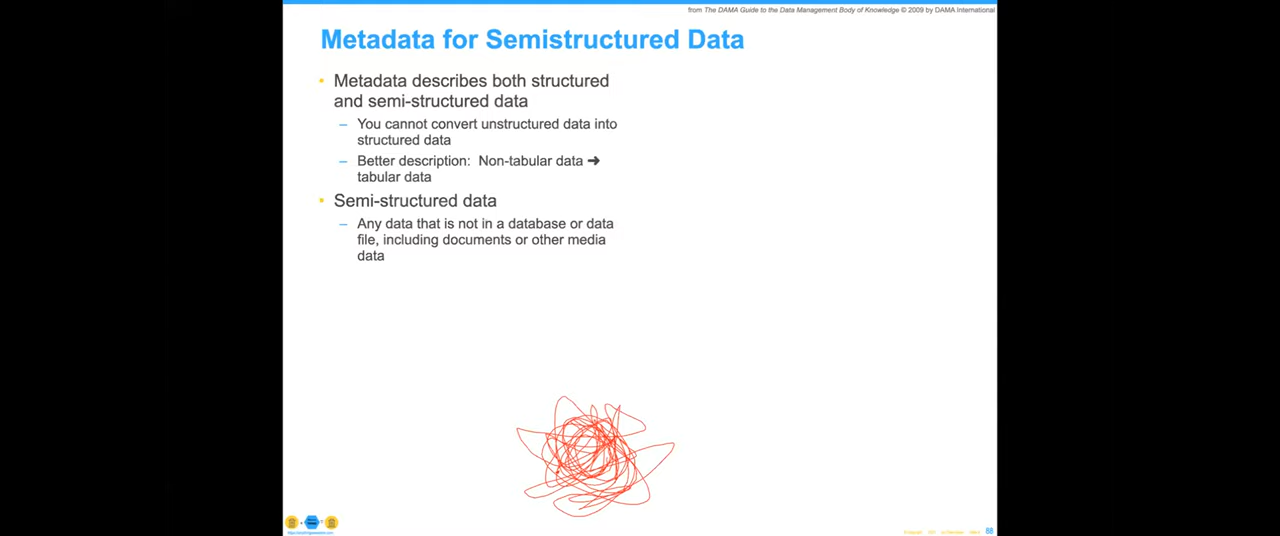 from The DAMA Guide to the Data Management Body of Knowledge © 2009 by DAMA International
Metadata for Semistructured Data
• Metadata describes both structured
and semi-structured data
– You cannot convert unstructured data into
structured data
– Better description: Non-tabular data ➜
tabular data
• Semi-structured data
– Any data that is not in a database or data
file, including documents or other media
data
88